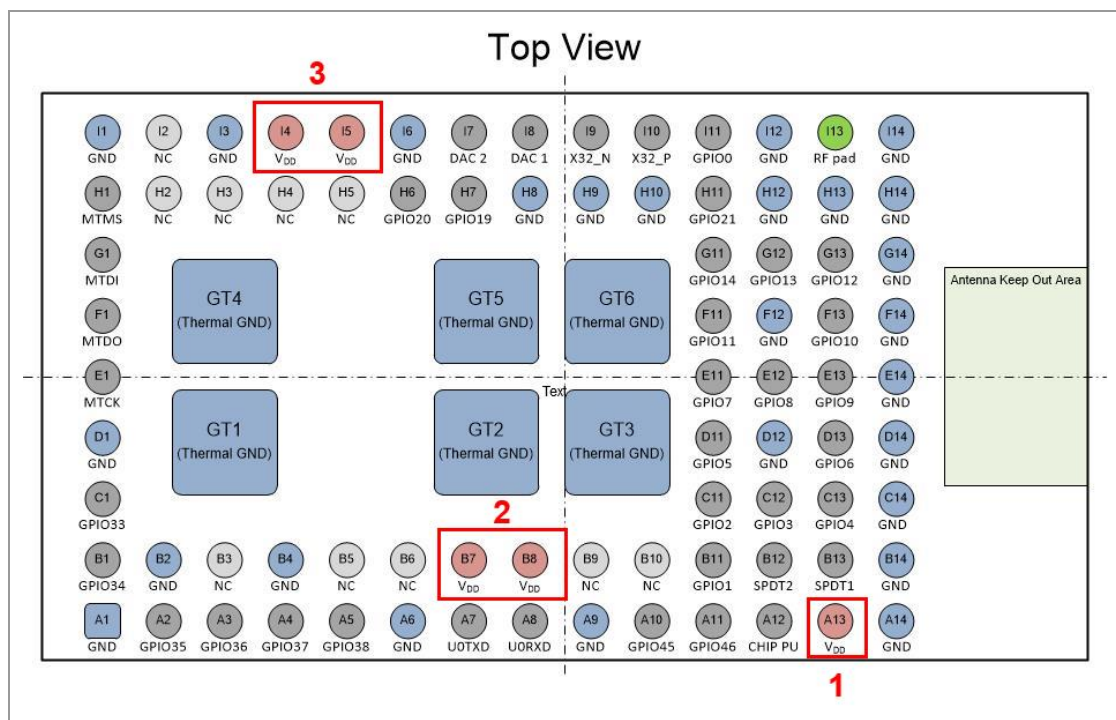 Top View
3
I1 I2 I3 I4 I5 I6 I7 I8 I9 I10 I11 I12 I13 I14
GND NC GND VDD VDD GND DAC 2 DAC 1 X32_N X32_P GPIO0 GND RF pad GND
H1 H2 H3 H4 H5 H6 H7 H8 H9 H10 H11 H12 H13 H14
MTMS NC NC NC NC GPIO20 GPIO19 GND GND GND GPIO21 GND GND GND
G1 G11 G12 G13 G14
MTDI GPIO14 GPIO13 GPIO12 GND
GT4 GT5 GT6
(Thermal GND) (Thermal GND) (Thermal GND)
Antenna Keep Out Area
F1 F11 F12 F13 F14
MTDO GPIO11 GND GPIO10 GND
E1 E11 E12 E13 E14
MTCK Text GPIO7 GPIO8 GPIO9 GND
GT1 GT2 GT3
(Thermal GND) (Thermal GND) (Thermal GND)
D1 D11 D12 D13 D14
GND GPIO5 GND GPIO6 GND
C1 C11 C12 C13 C14
GPIO33 GPIO2 GPIO3 GPIO4 GND
2
B1 B2 B3 B4 B5 B6 B7 B8 B9 B10 B11 B12 B13 B14
GPIO34 GND NC GND NC NC VDD VDD NC NC GPIO1 SPDT2 SPDT1 GND
A1 A2 A3 A4 A5 A6 A7 A8 A9 A10 A11 A12 A13 A14
GND GPIO35 GPIO36 GPIO37 GPIO38 GND U0TXD U0RXD GND GPIO45 GPIO46 CHIP PU VDD GND
1